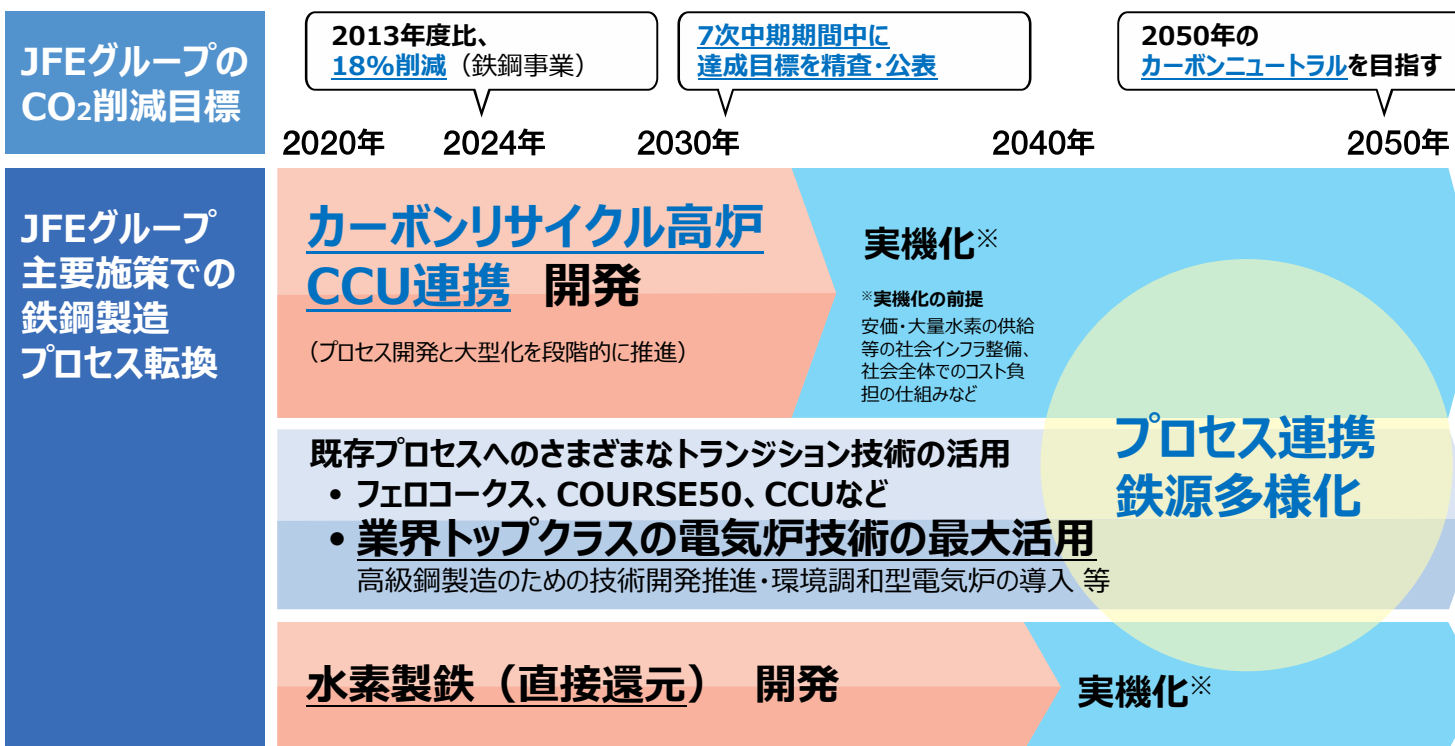 JFEグループの
CO₂削減目標
2013年度比、
18%削減（鉄鋼事業）
7次中期期間中に
達成目標を精査・公表
2050年の
カーボンニュートラルを目指す
2020年 2024年 2030年 2040年 2050年
JFEグループ
主要施策での
鉄鋼製造
プロセス転換
カーボンリサイクル高炉
CCU連携 開発
（プロセス開発と大型化を段階的に推進）
実機化※
※実機化の前提
安価・大量水素の供給
等の社会インフラ整備、
社会全体でのコスト負
担の仕組みなど
既存プロセスへのさまざまなトランジション技術の活用
• フェロコークス、COURSE50、CCUなど
• 業界トップクラスの電気炉技術の最大活用
高級鋼製造のための技術開発推進・環境調和型電気炉の導入 等
プロセス連携
鉄源多様化
水素製鉄（直接還元） 開発
実機化※